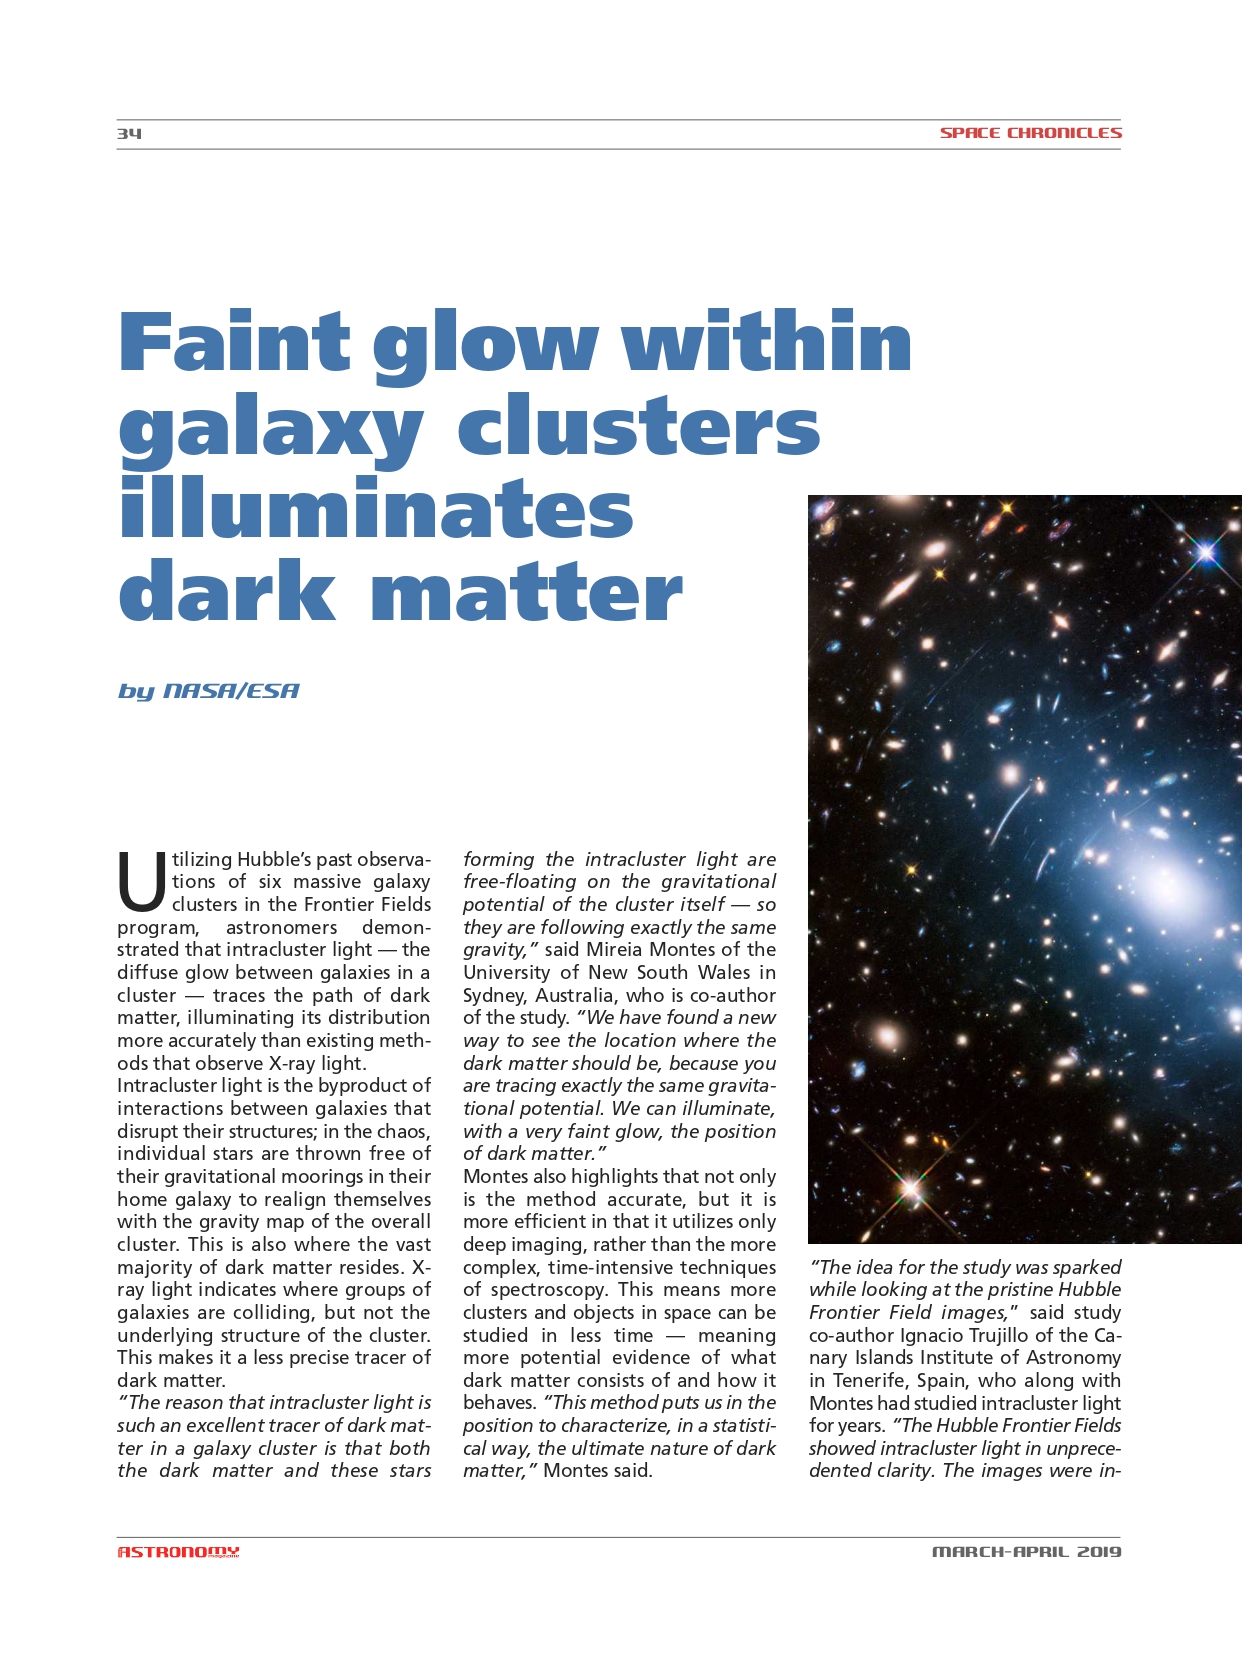 34
SPACE CHRONICLES
Faint glow within
galaxy clusters
illuminates
dark matter
by NASA/ESA
Utilizing Hubble’s past observa-
tions of six massive galaxy
clusters in the Frontier Fields
program, astronomers demon-
strated that intracluster light — the
diffuse glow between galaxies in a
cluster — traces the path of dark
matter, illuminating its distribution
more accurately than existing meth-
ods that observe X-ray light.
Intracluster light is the byproduct of
interactions between galaxies that
disrupt their structures; in the chaos,
individual stars are thrown free of
their gravitational moorings in their
home galaxy to realign themselves
with the gravity map of the overall
cluster. This is also where the vast
majority of dark matter resides. X-
ray light indicates where groups of
galaxies are colliding, but not the
underlying structure of the cluster.
This makes it a less precise tracer of
dark matter.
“The reason that intracluster light is
such an excellent tracer of dark mat-
ter in a galaxy cluster is that both
the dark matter and these stars
forming the intracluster light are
free-floating on the gravitational
potential of the cluster itself — so
they are following exactly the same
gravity,” said Mireia Montes of the
University of New South Wales in
Sydney, Australia, who is co-author
of the study. “We have found a new
way to see the location where the
dark matter should be, because you
are tracing exactly the same gravita-
tional potential. We can illuminate,
with a very faint glow, the position
of dark matter.”
Montes also highlights that not only
is the method accurate, but it is
more efficient in that it utilizes only
deep imaging, rather than the more
complex, time-intensive techniques
of spectroscopy. This means more
clusters and objects in space can be
studied in less time — meaning
more potential evidence of what
dark matter consists of and how it
behaves. “This method puts us in the
position to characterize, in a statisti-
cal way, the ultimate nature of dark
matter,” Montes said.
“The idea for the study was sparked
while looking at the pristine Hubble
Frontier Field images,” said study
co-author Ignacio Trujillo of the Ca-
nary Islands Institute of Astronomy
in Tenerife, Spain, who along with
Montes had studied intracluster light
for years. “The Hubble Frontier Fields
showed intracluster light in unprece-
dented clarity. The images were in-
ASTRONOMY magazine
MARCH-APRIL 2019